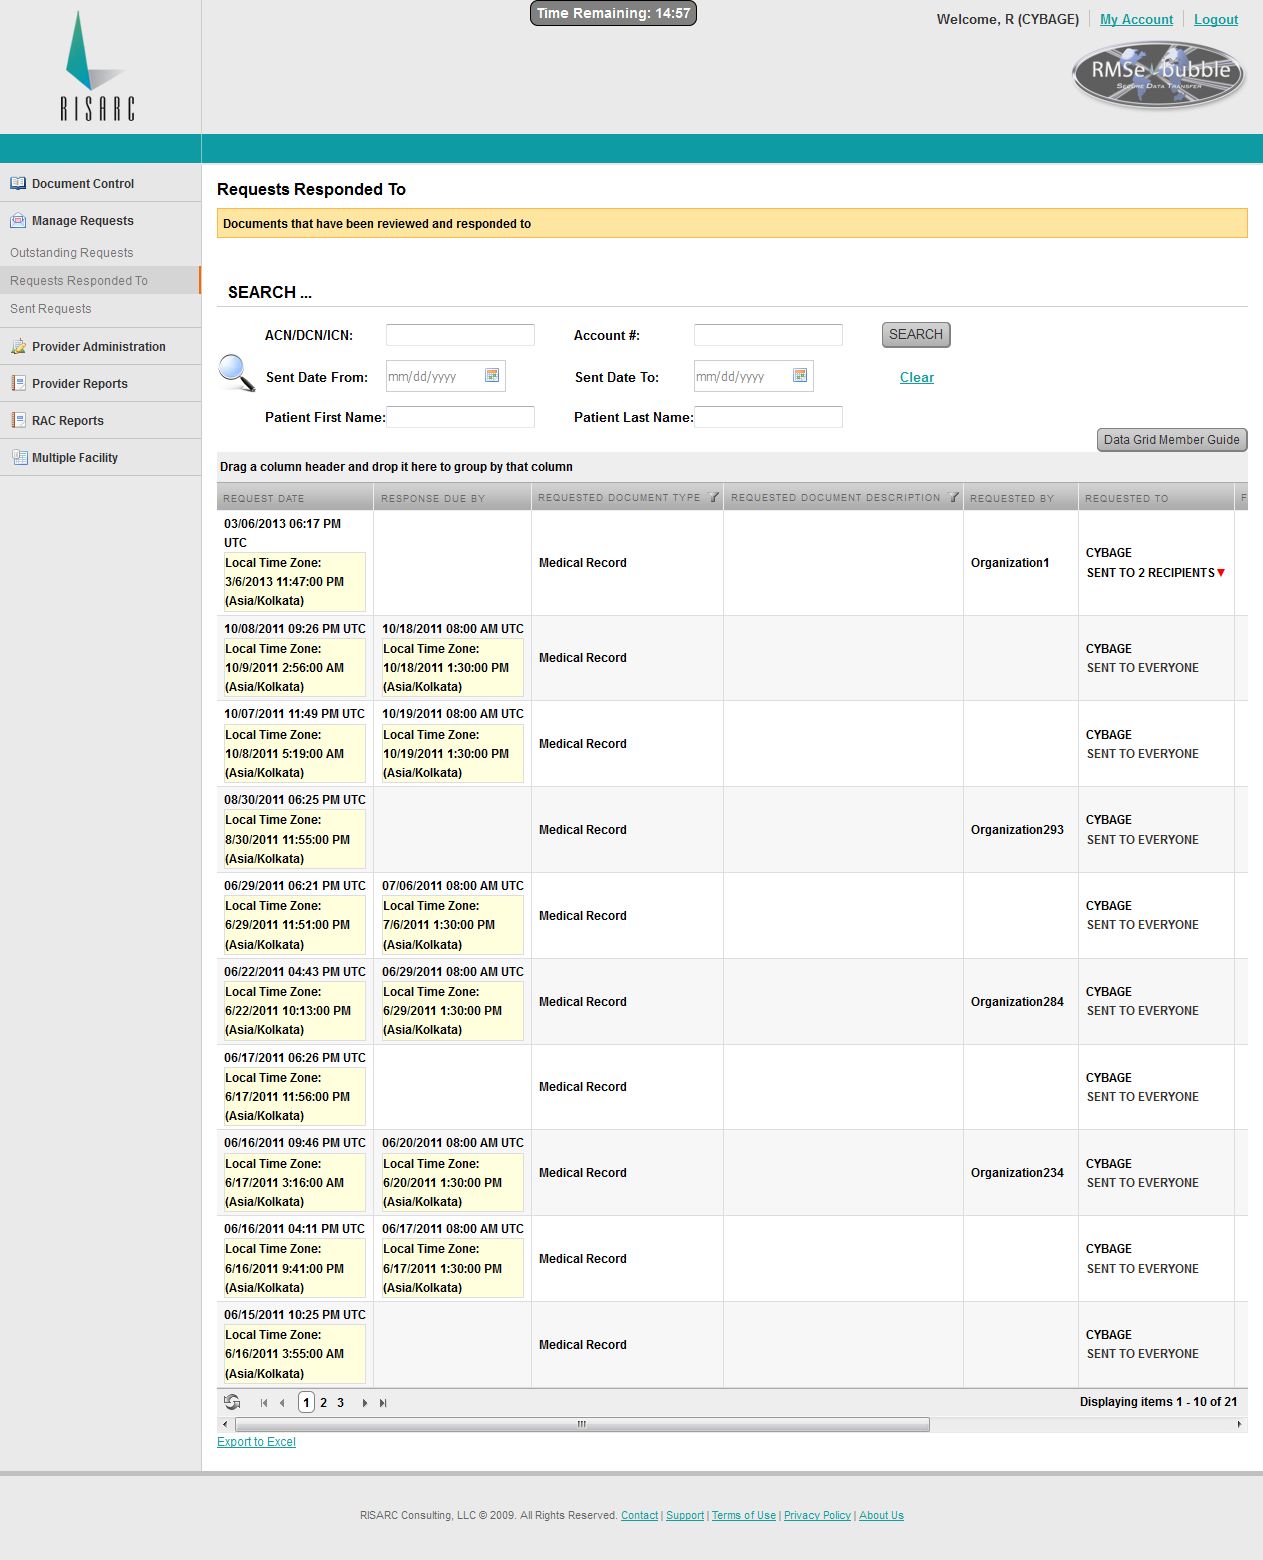 Time Remaining: 14:57
Welcome, R (CYBAGE) My Account Logout
RISARC
RMSe bubble
SECURE DATA TRANSFER
Document Control
Manage Requests
Outstanding Requests
Requests Responded To
Sent Requests
Provider Administration
Provider Reports
RAC Reports
Multiple Facility
Requests Responded To
Documents that have been reviewed and responded to
SEARCH ...
ACN/DCN/ICN: Account #: SEARCH
Sent Date From: mm/dd/yyyy Sent Date To: mm/dd/yyyy Clear
Patient First Name: Patient Last Name:
Data Grid Member Guide
Drag a column header and drop it here to group by that column
REQUEST DATE RESPONSE DUE BY REQUESTED DOCUMENT TYPE REQUESTED DOCUMENT DESCRIPTION REQUESTED BY REQUESTED TO F
03/06/2013 06:17 PM
UTC
Local Time Zone:
3/6/2013 11:47:00 PM
(Asia/Kolkata)
Medical Record
Organization1
CYBAGE
SENT TO 2 RECIPIENTS
10/08/2011 09:26 PM UTC
Local Time Zone:
10/9/2011 2:56:00 AM
(Asia/Kolkata)
10/18/2011 08:00 AM UTC
Local Time Zone:
10/18/2011 1:30:00 PM
(Asia/Kolkata)
Medical Record
CYBAGE
SENT TO EVERYONE
10/07/2011 11:49 PM UTC
Local Time Zone:
10/8/2011 5:19:00 AM
(Asia/Kolkata)
10/19/2011 08:00 AM UTC
Local Time Zone:
10/19/2011 1:30:00 PM
(Asia/Kolkata)
Medical Record
CYBAGE
SENT TO EVERYONE
08/30/2011 06:25 PM UTC
Local Time Zone:
8/30/2011 11:55:00 PM
(Asia/Kolkata)
Medical Record
Organization293
CYBAGE
SENT TO EVERYONE
06/29/2011 06:21 PM UTC
Local Time Zone:
6/29/2011 11:51:00 PM
(Asia/Kolkata)
07/06/2011 08:00 AM UTC
Local Time Zone:
7/6/2011 1:30:00 PM
(Asia/Kolkata)
Medical Record
CYBAGE
SENT TO EVERYONE
06/22/2011 04:43 PM UTC
Local Time Zone:
6/22/2011 10:13:00 PM
(Asia/Kolkata)
06/29/2011 08:00 AM UTC
Local Time Zone:
6/29/2011 1:30:00 PM
(Asia/Kolkata)
Medical Record
Organization284
CYBAGE
SENT TO EVERYONE
06/17/2011 06:26 PM UTC
Local Time Zone:
6/17/2011 11:56:00 PM
(Asia/Kolkata)
Medical Record
CYBAGE
SENT TO EVERYONE
06/16/2011 09:46 PM UTC
Local Time Zone:
6/17/2011 3:16:00 AM
(Asia/Kolkata)
06/20/2011 08:00 AM UTC
Local Time Zone:
6/20/2011 1:30:00 PM
(Asia/Kolkata)
Medical Record
Organization234
CYBAGE
SENT TO EVERYONE
06/16/2011 04:11 PM UTC
Local Time Zone:
6/16/2011 9:41:00 PM
(Asia/Kolkata)
06/17/2011 08:00 AM UTC
Local Time Zone:
6/17/2011 1:30:00 PM
(Asia/Kolkata)
Medical Record
CYBAGE
SENT TO EVERYONE
06/15/2011 10:25 PM UTC
Local Time Zone:
6/16/2011 3:55:00 AM
(Asia/Kolkata)
Medical Record
CYBAGE
SENT TO EVERYONE
1 2 3 Displaying items 1 - 10 of 21
Export to Excel
RISARC Consulting, LLC © 2009. All Rights Reserved. Contact | Support | Terms of Use | Privacy Policy | About Us